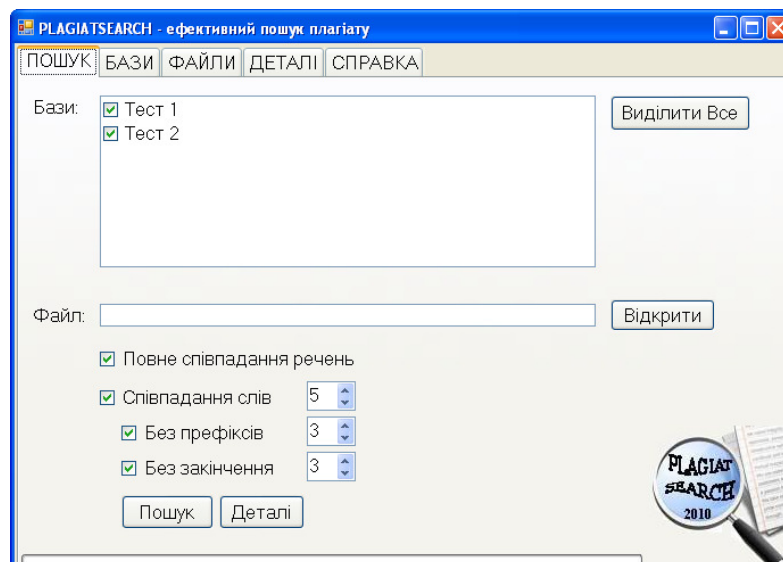 PLAGIATSEARCH - ефективний пошук плагіату
ПОШУК БАЗИ ФАЙЛИ ДЕТАЛІ СПРАВКА
Бази: Тест 1 Виділити Все
Тест 2
Файл: Відкрити
Повне співпадання речень
Співпадання слів 5
Без префіксів 3
Без закінчення 3
Пошук Деталі
PLAGIAT
SEARCH
2010